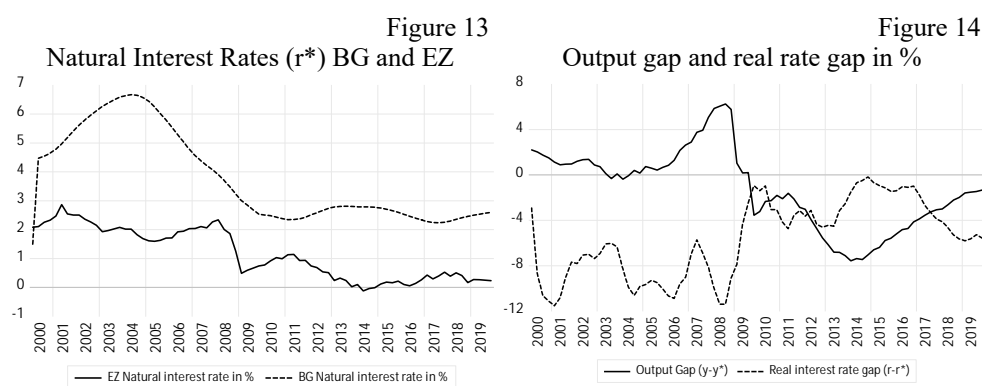 Figure 13
Natural Interest Rates (r*) BG and EZ
7
6
5
4
3
2
1
0
-1
2000 2001 2002 2003 2004 2005 2006 2007 2008 2009 2010 2011 2012 2013 2014 2015 2016 2017 2018 2019
EZ Natural interest rate in % BG Natural interest rate in %
Figure 14
Output gap and real rate gap in %
8
4
0
-4
-8
-12
2000 2001 2002 2003 2004 2005 2006 2007 2008 2009 2010 2011 2012 2013 2014 2015 2016 2017 2018 2019
Output Gap (y-y*) Real interest rate gap (r-r*)